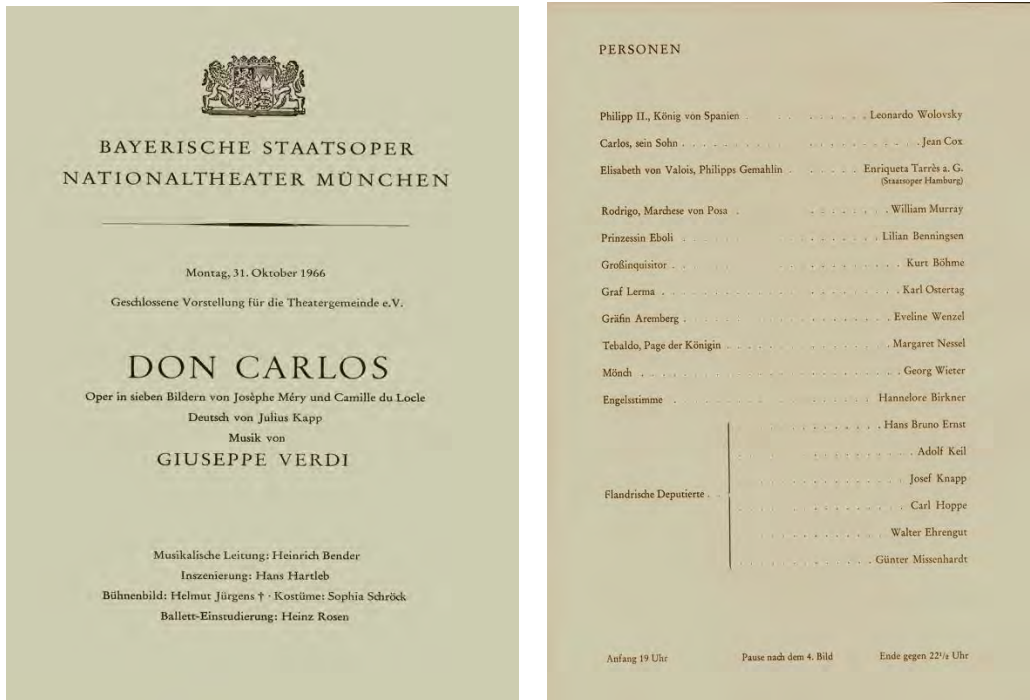 BAYERISCHE STAATSOPER
NATIONALTHEATER MÜNCHEN
Montag, 31. Oktober 1966
Geschlossene Vorstellung für die Theatergemeinde e.V.
DON CARLOS
Oper in sieben Bildern von Josèphe Méry und Camille du Locle
Deutsch von Julius Kapp
Musik von
GIUSEPPE VERDI
Musikalische Leitung: Heinrich Bender
Inszenierung: Hans Hartleb
Bühnenbild: Helmut Jürgens † · Kostüme: Sophia Schröck
Ballett-Einstudierung: Heinz Rosen
PERSONEN
Philipp II., König von Spanien . . . . . . . Leonardo Wolovsky
Carlos, sein Sohn . . . . . . . . . . . . . . . Jean Cox
Elisabeth von Valois, Philipps Gemahlin . . . . . . Enriqueta Tarrès a. G.
(Staatsoper Hamburg)
Rodrigo, Marchese von Posa . . . . . . . . William Murray
Prinzessin Eboli . . . . . . . . . . . . Lilian Benningsen
Großinquisitor . . . . . . . . . . . . . Kurt Böhme
Graf Lerma . . . . . . . . . . . . . . . . Karl Ostertag
Gräfin Aremberg . . . . . . . . . . . . . . Eveline Wenzel
Tebaldo, Page der Königin . . . . . . . . . . . Margaret Nessel
Mönch . . . . . . . . . . . . . . . . . Georg Wieter
Engelsstimme . . . . . . . . . . . . . Hannelore Birkner
Flandrische Deputierte . . . . . . . . . . Hans Bruno Ernst
Adolf Keil
Josef Knapp
Carl Hoppe
Walter Ehrengut
Günter Missenhardt
Anfang 19 Uhr Pause nach dem 4. Bild Ende gegen 22½ Uhr